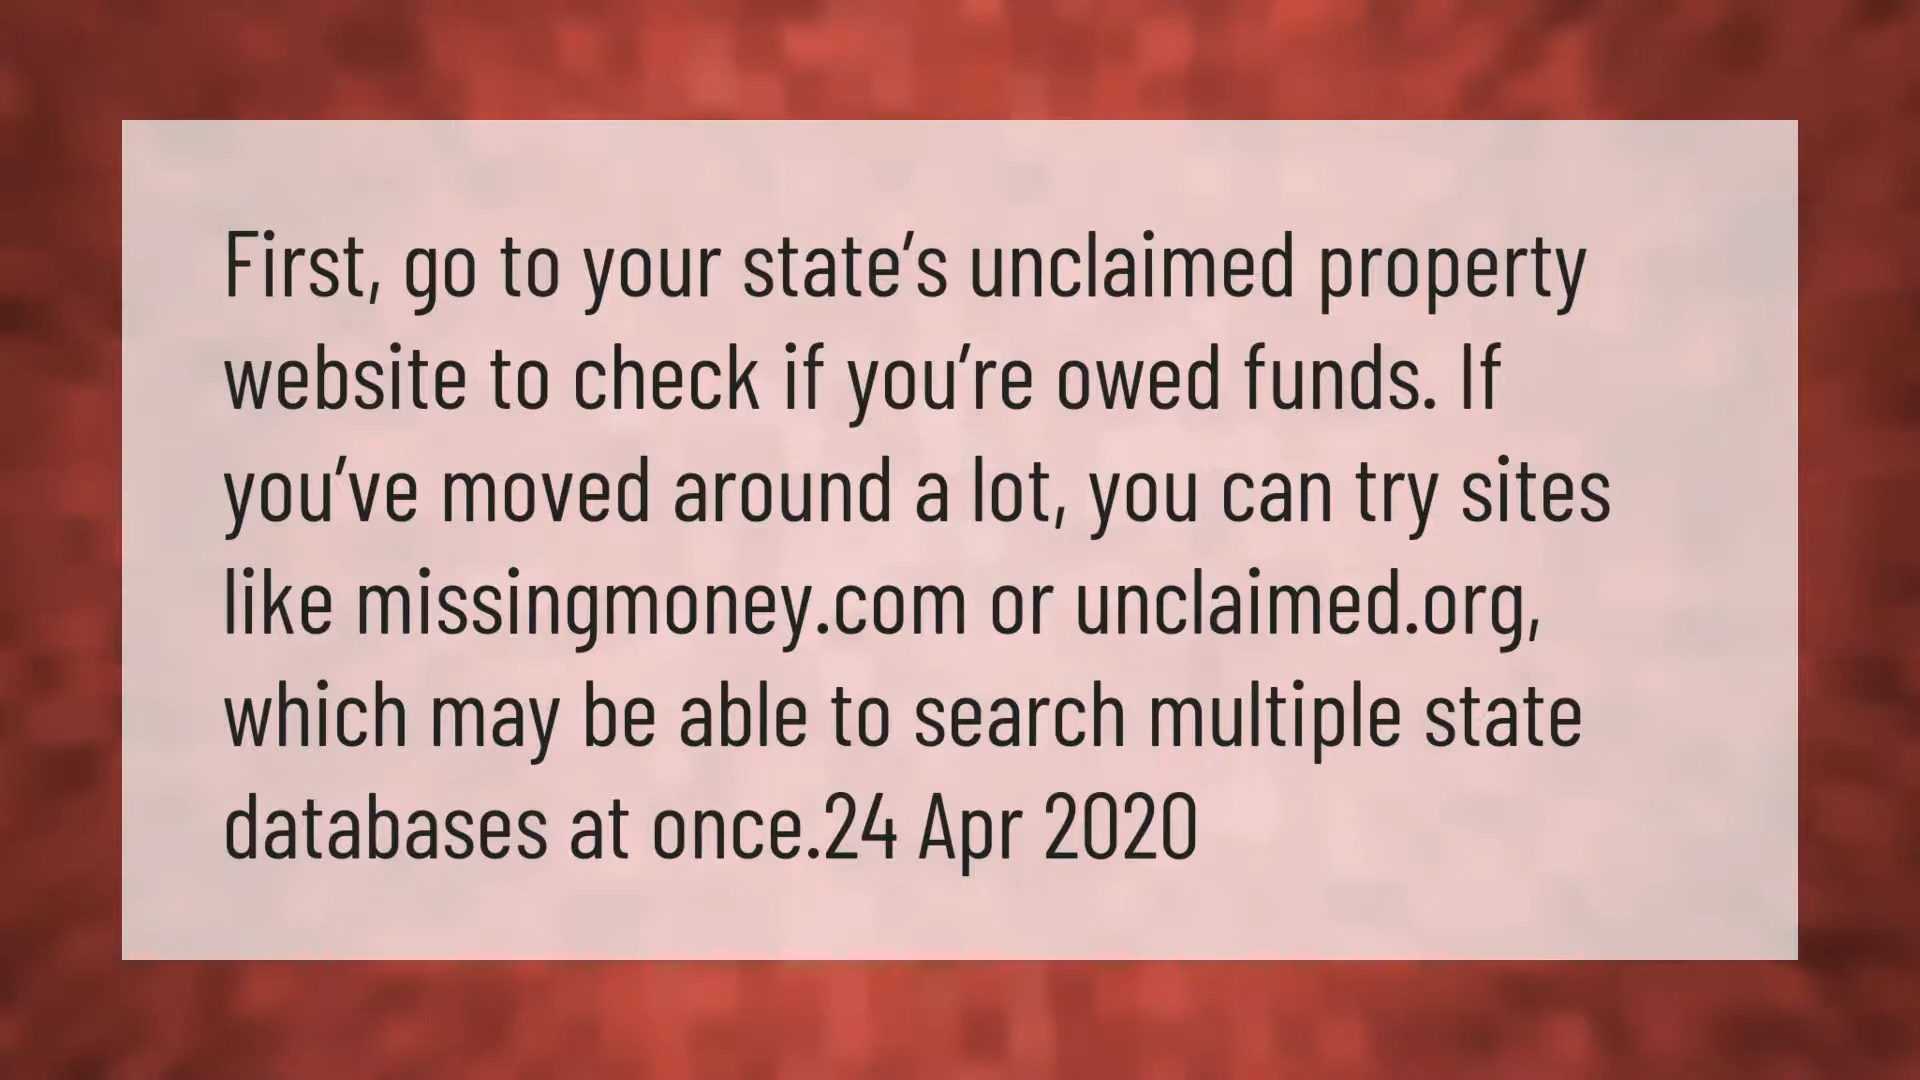 First, go to your state’s unclaimed property
website to check if you’re owed funds. If
you’ve moved around a lot, you can try sites
like missingmoney.com or unclaimed.org,
which may be able to search multiple state
databases at once.24 Apr 2020